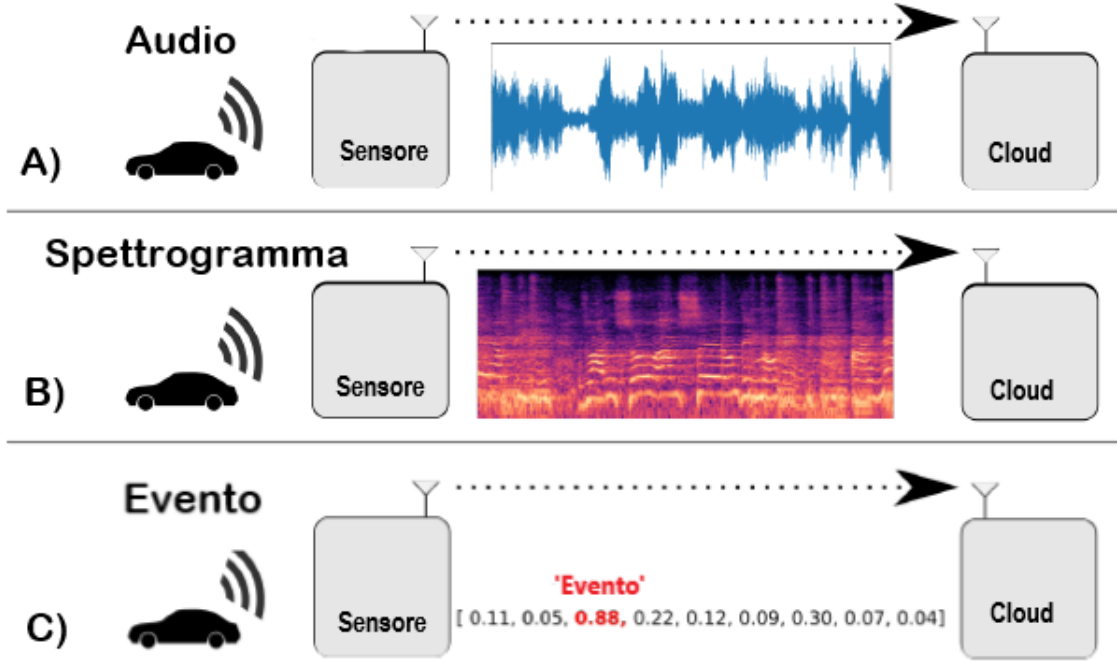 Audio
A)
Sensore
Cloud
Spettrogramma
B)
Sensore
Cloud
Evento
C)
Sensore
'Evento'
[ 0.11, 0.05, 0.88, 0.22, 0.12, 0.09, 0.30, 0.07, 0.04]
Cloud